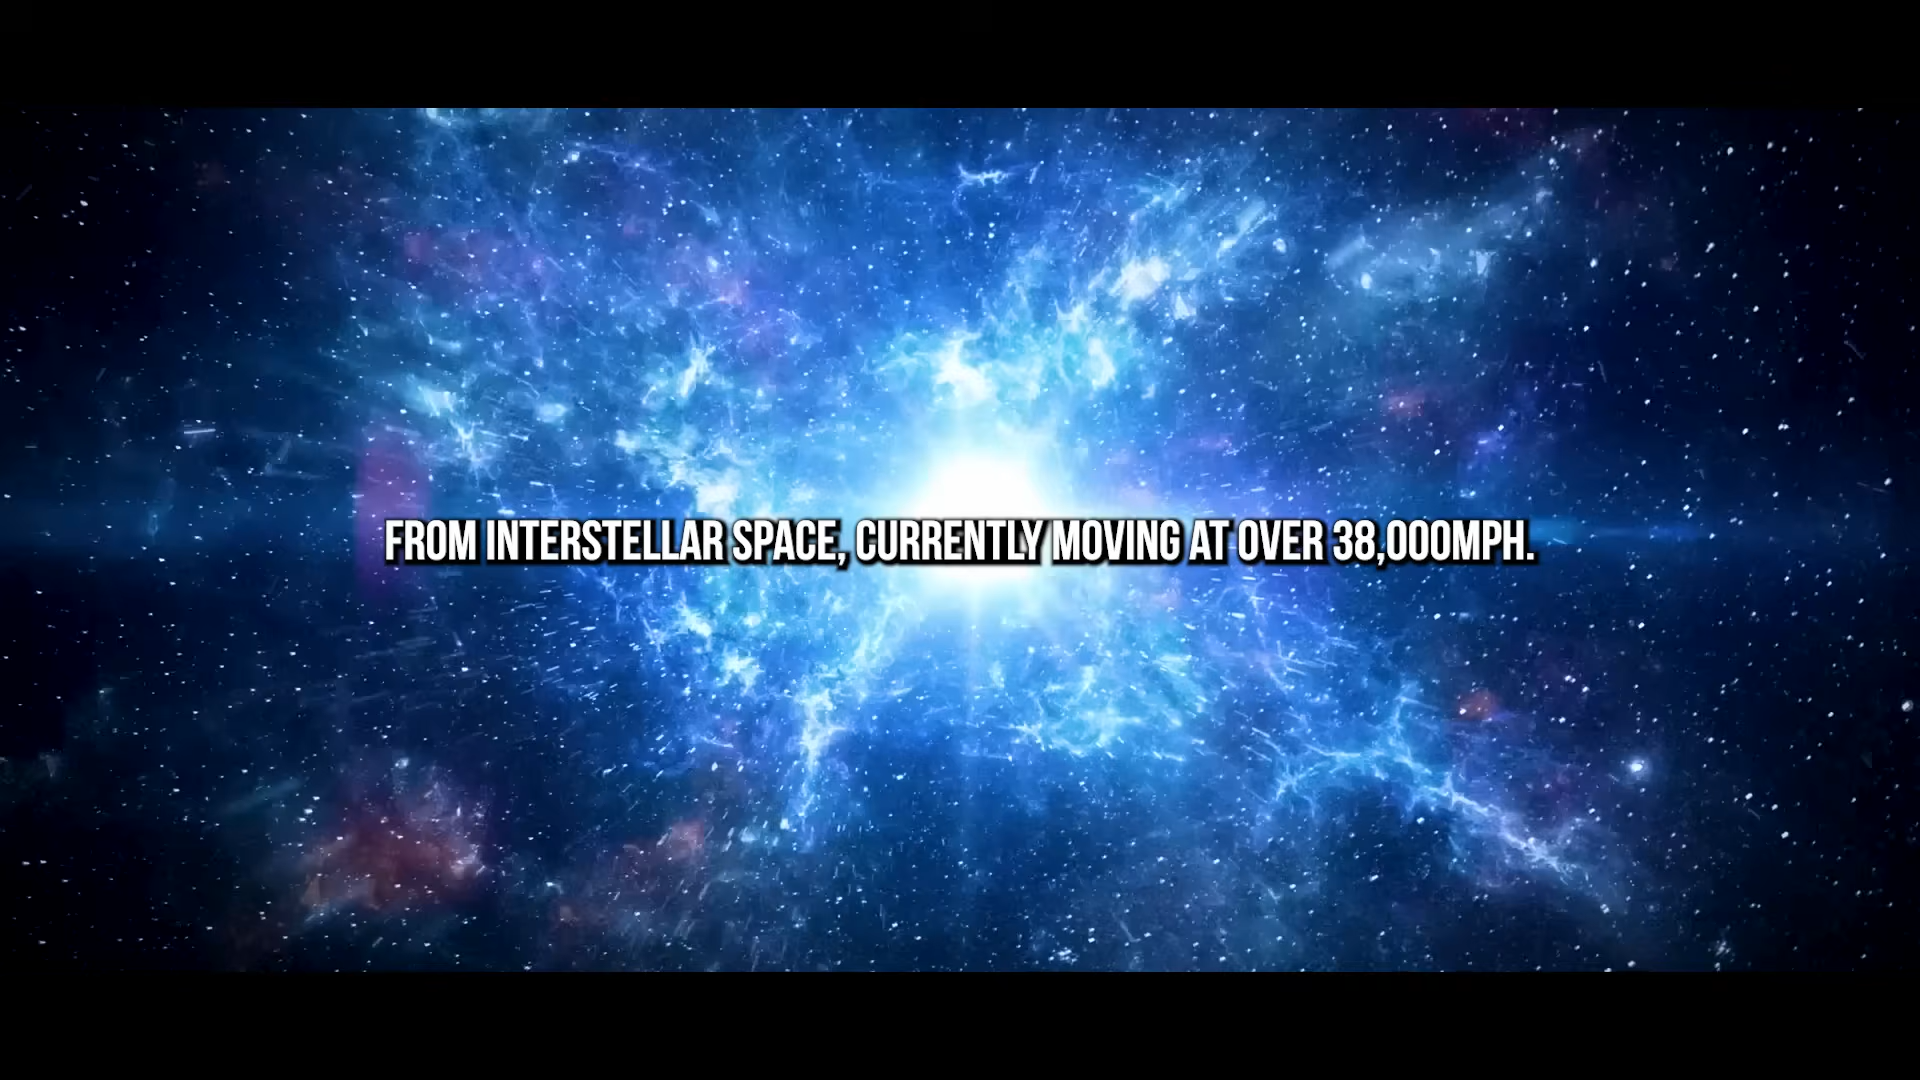 FROM INTERSTELLAR SPACE, CURRENTLY MOVING AT OVER 38,000MPH.